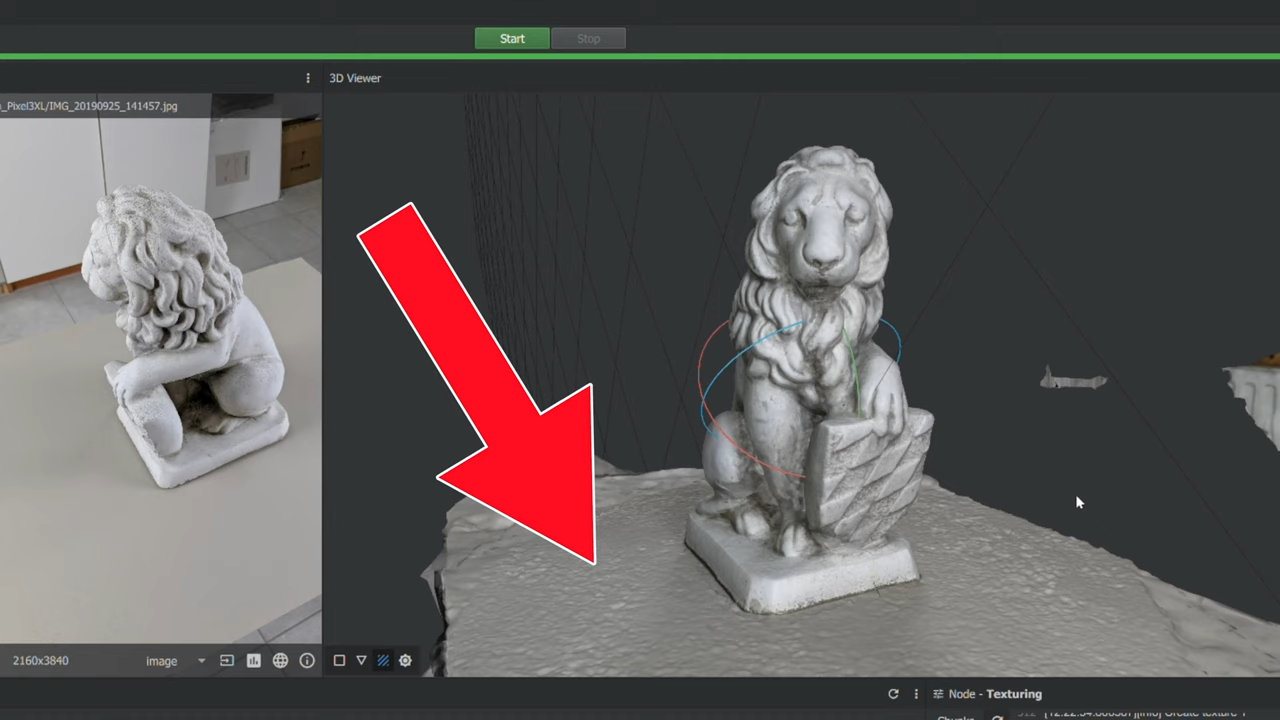 Start
Stop
3D Viewer
_Pixel3XL/IMG_20190925_141457.jpg
2160x3840
image
Node - Texturing